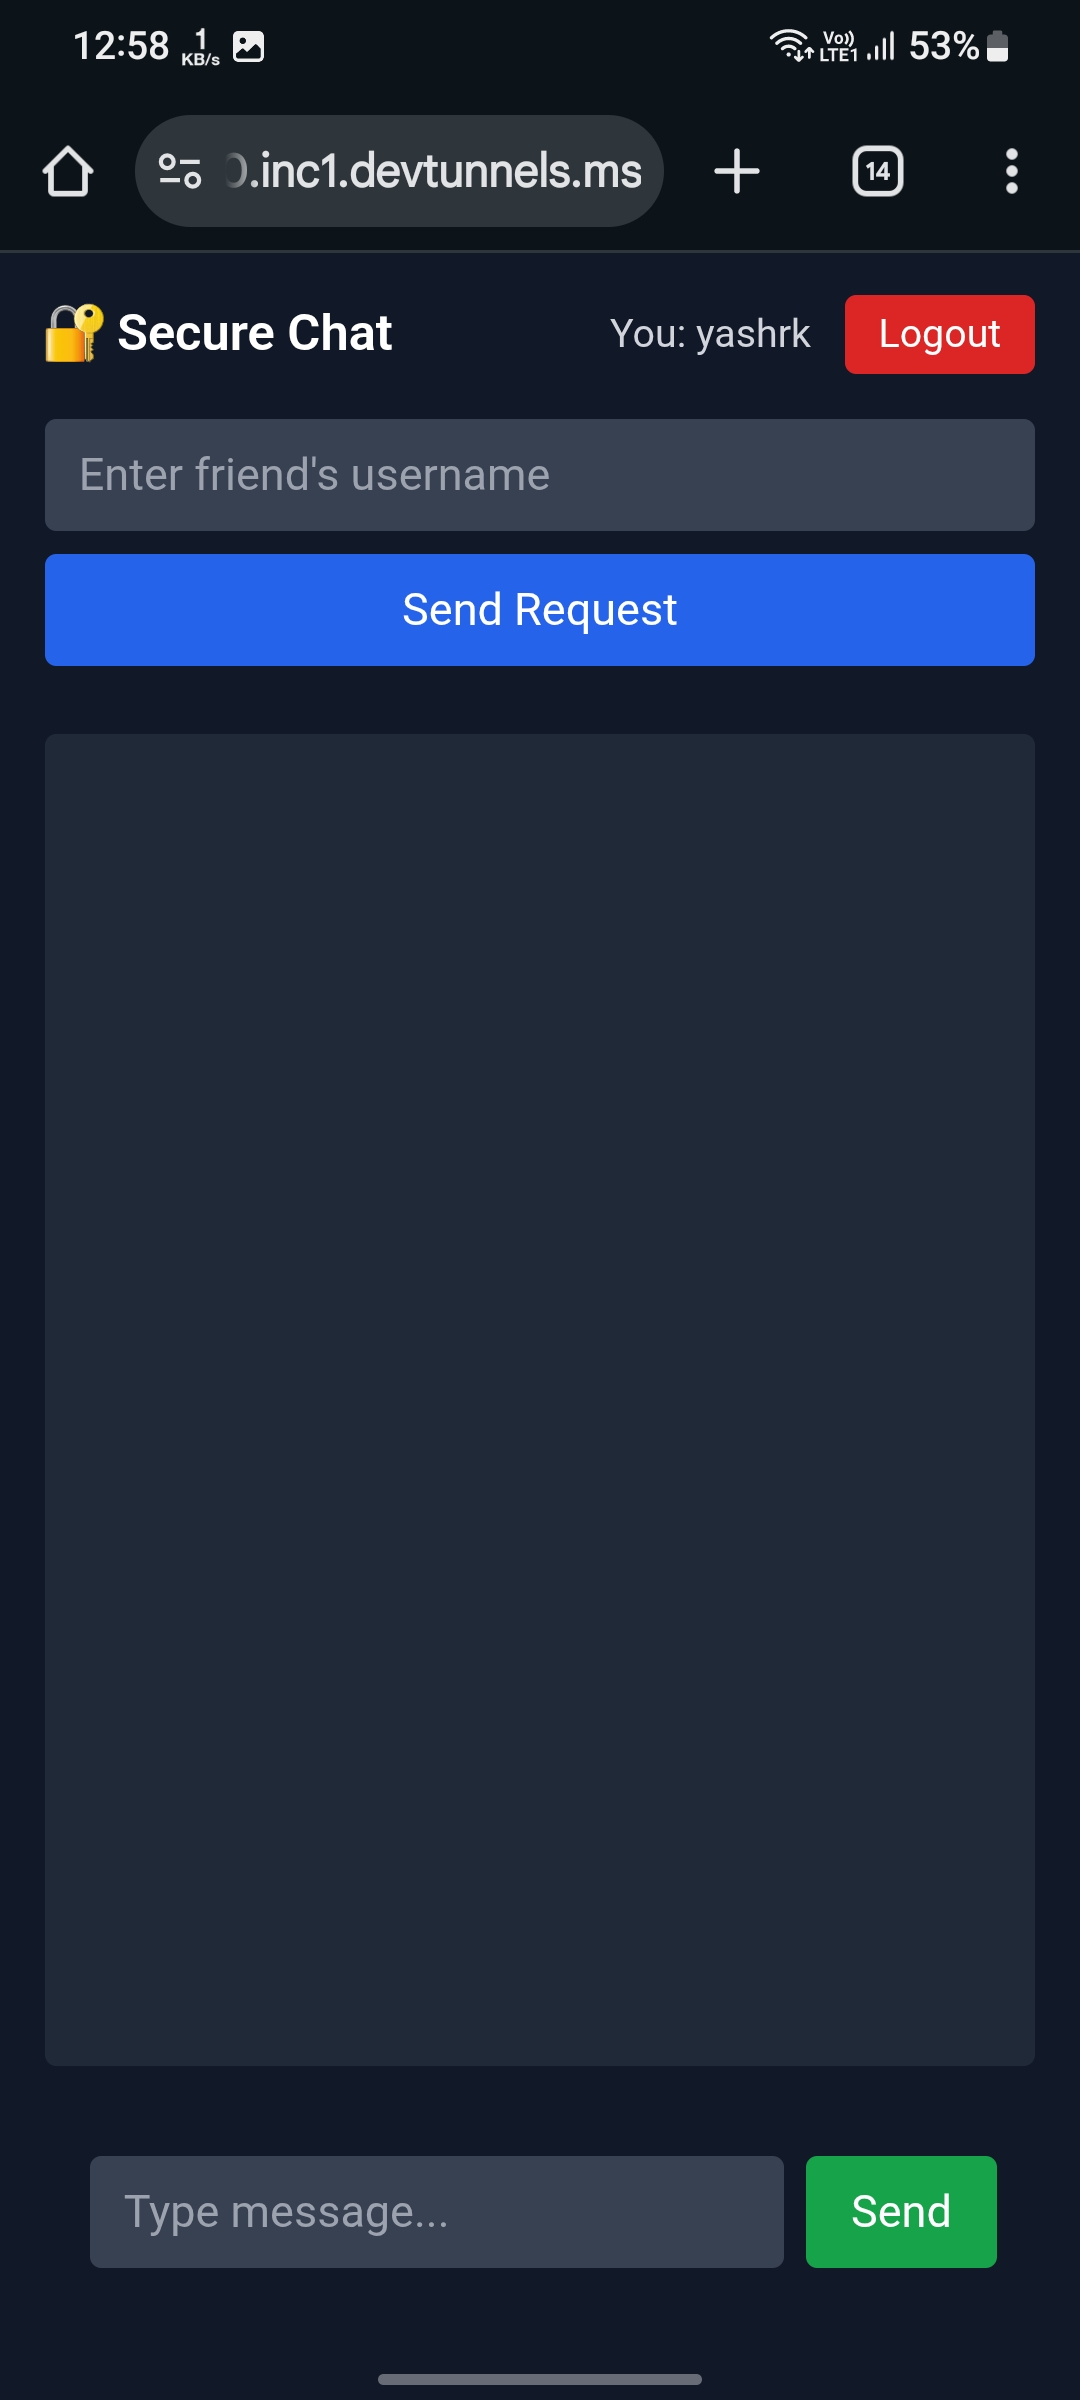 12:58 1 KB/s Vo)) LTE1 53%
.inc1.devtunnels.ms 14
Secure Chat You: yashrk Logout
Enter friend's username
Send Request
Type message... Send